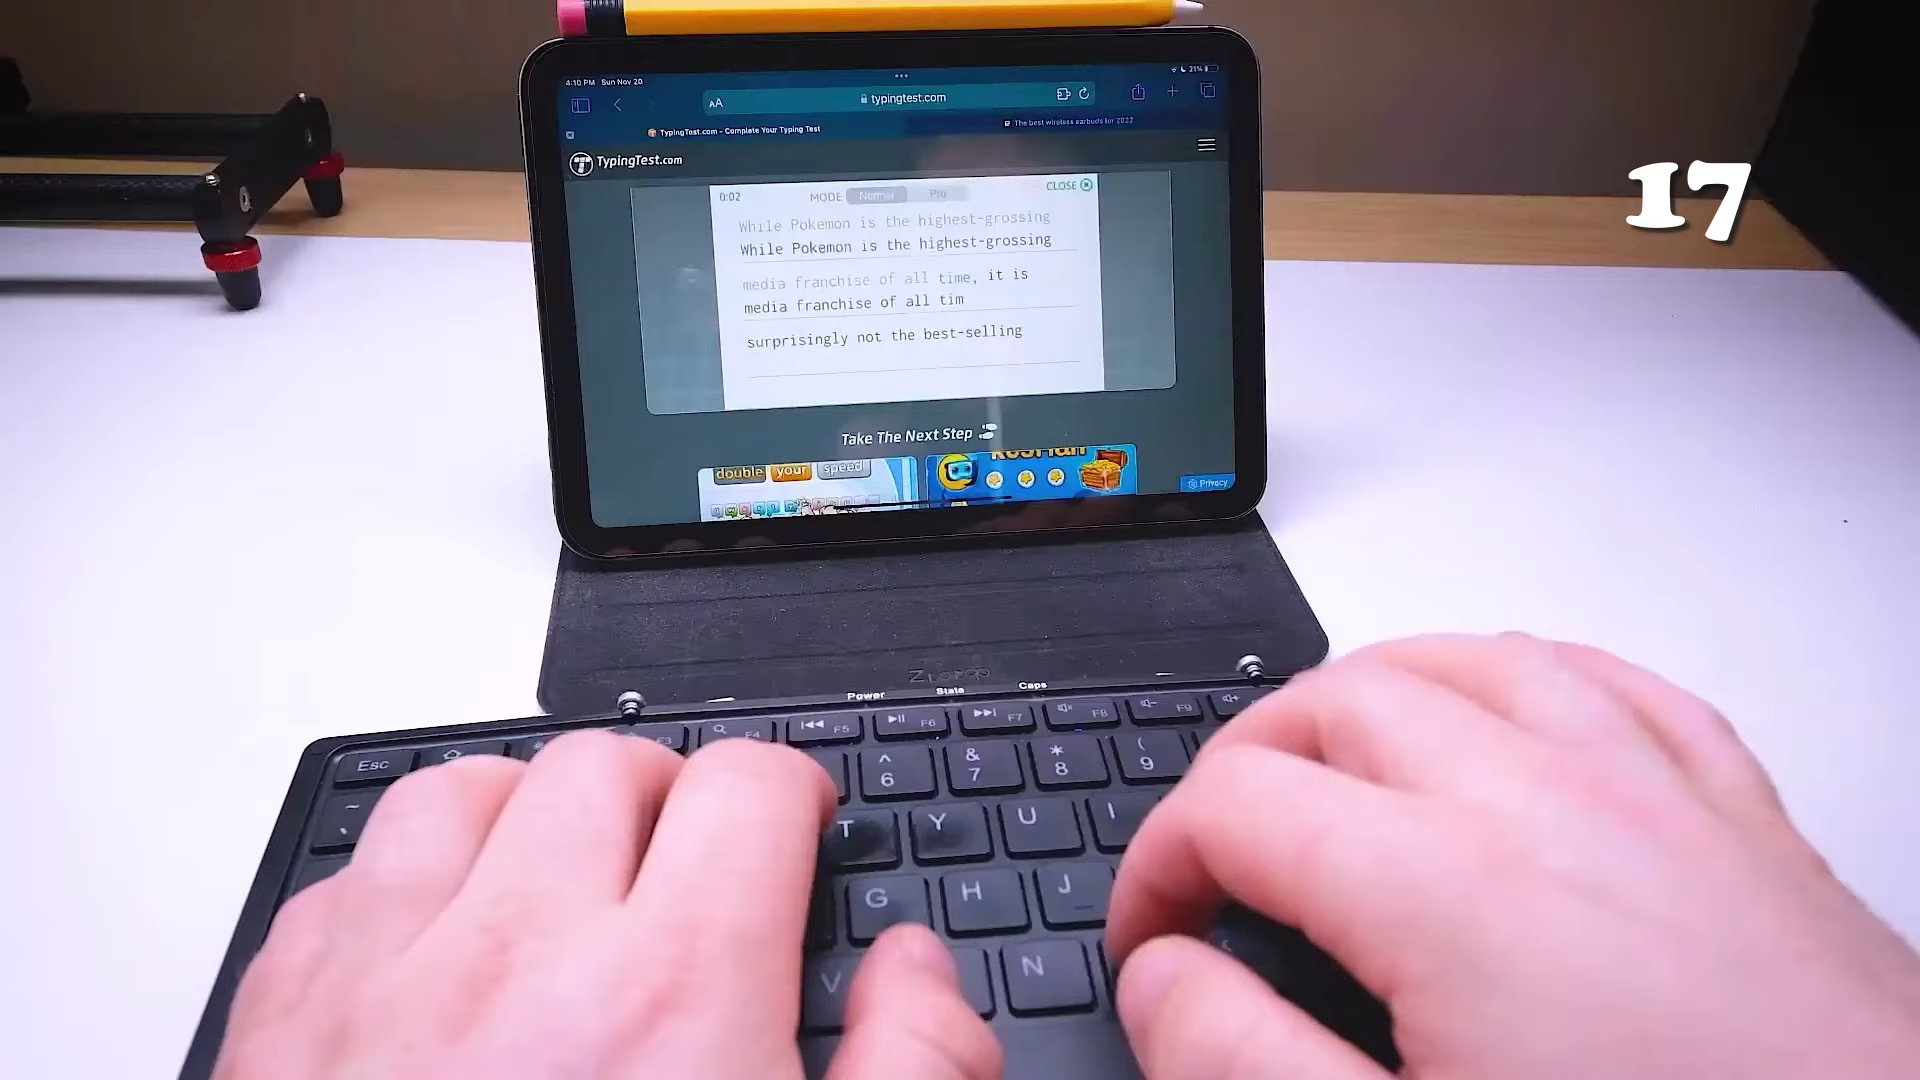 4:10 PM Sun Nov 20
21%
AA
typingtest.com
TypingTest.com - Complete Your Typing Test
The best wireless earbuds for 2022
TypingTest.com
0:02
MODE Normal Pro
CLOSE
While Pokemon is the highest-grossing
While Pokemon is the highest-grossing
media franchise of all time, it is
media franchise of all tim
surprisingly not the best-selling
Take The Next Step
double your speed
Privacy
17
Power State Caps
F3 F4 F5 F6 F7 F8 F9
Esc
^ & * (
6 7 8 9
~
T Y U I
G H J
V N